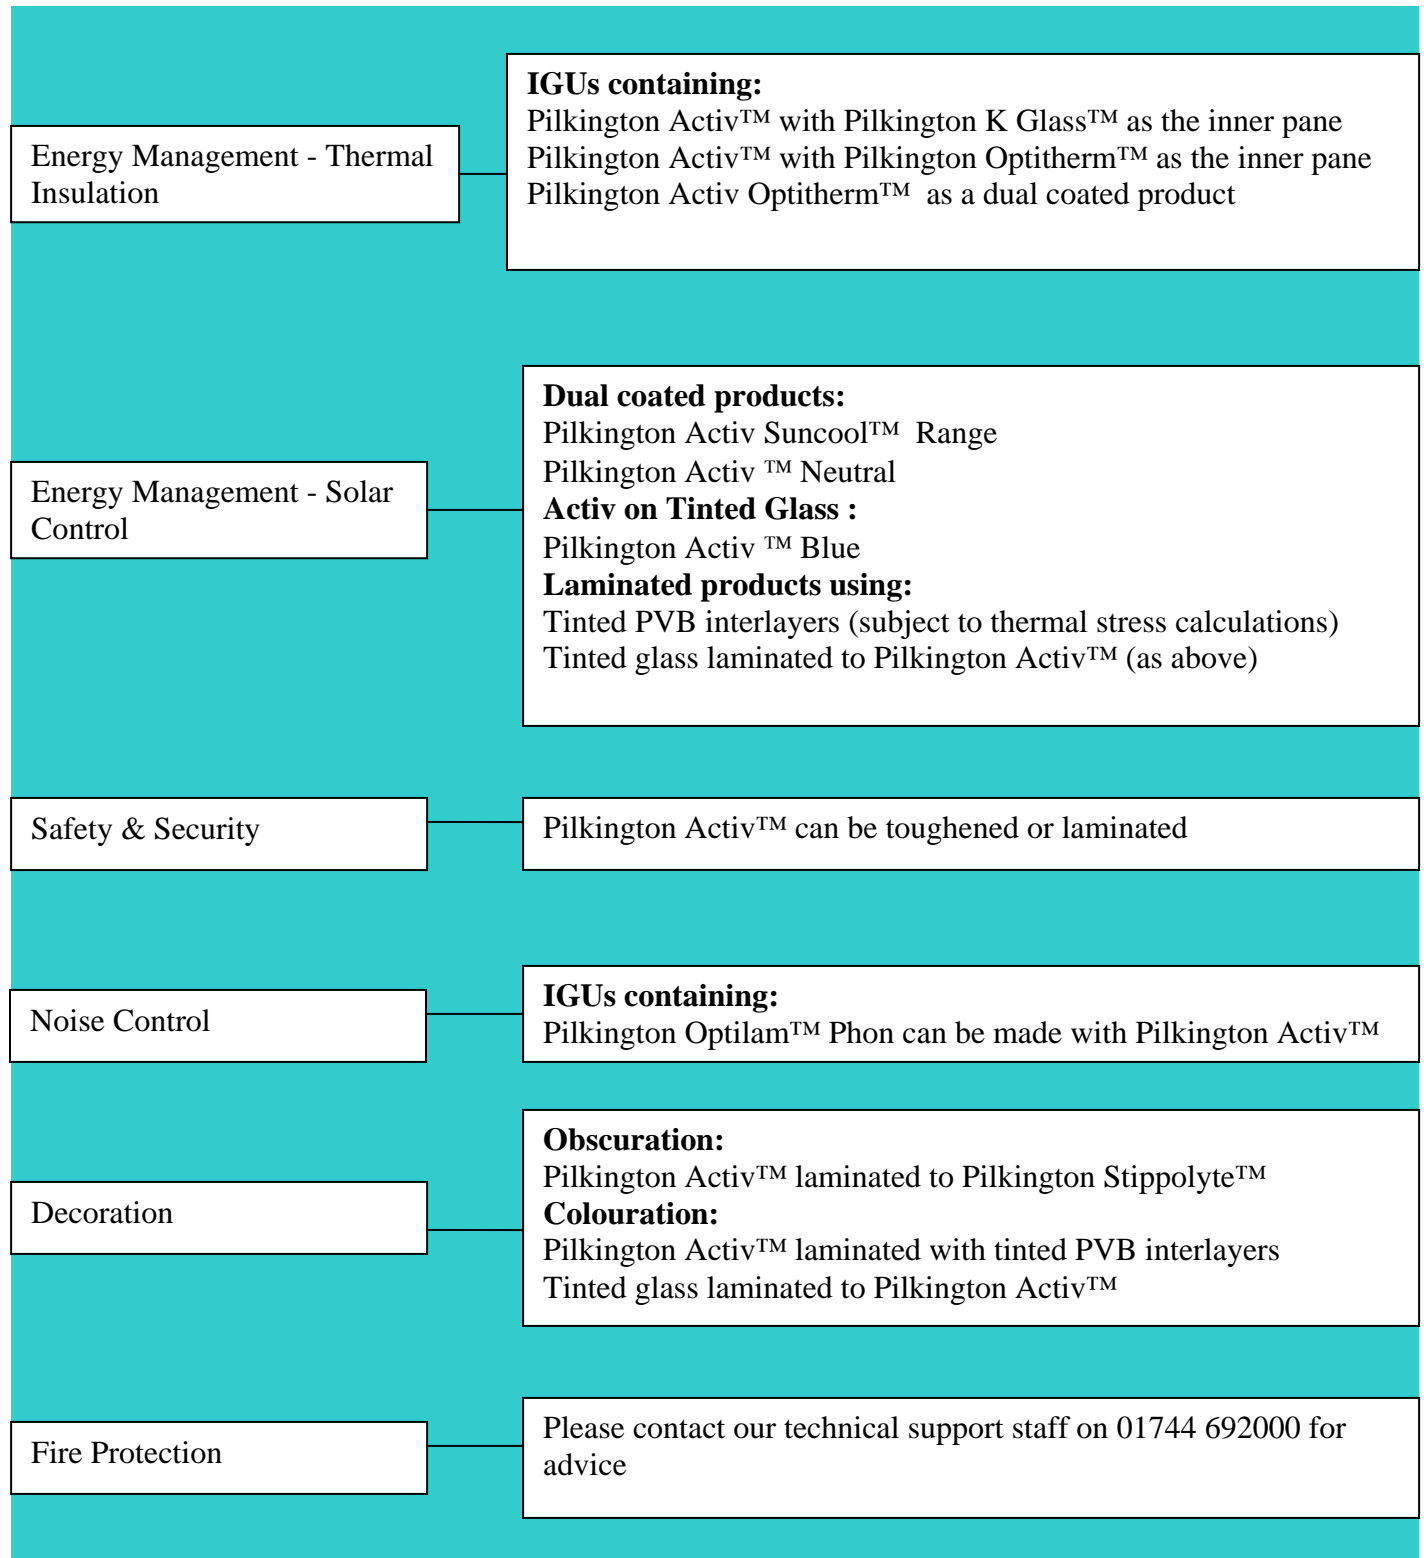 Energy Management - Thermal
Insulation
IGUs containing:
Pilkington Activ™ with Pilkington K Glass™ as the inner pane
Pilkington Activ™ with Pilkington Optitherm™ as the inner pane
Pilkington Activ Optitherm™  as a dual coated product
Energy Management - Solar
Control
Dual coated products:
Pilkington Activ Suncool™  Range
Pilkington Activ ™ Neutral
Activ on Tinted Glass :
Pilkington Activ ™ Blue
Laminated products using:
Tinted PVB interlayers (subject to thermal stress calculations)
Tinted glass laminated to Pilkington Activ™ (as above)
Safety & Security
Pilkington Activ™ can be toughened or laminated
Noise Control
IGUs containing:
Pilkington Optilam™ Phon can be made with Pilkington Activ™
Decoration
Obscuration:
Pilkington Activ™ laminated to Pilkington Stippolyte™
Colouration:
Pilkington Activ™ laminated with tinted PVB interlayers
Tinted glass laminated to Pilkington Activ™
Fire Protection
Please contact our technical support staff on 01744 692000 for
advice